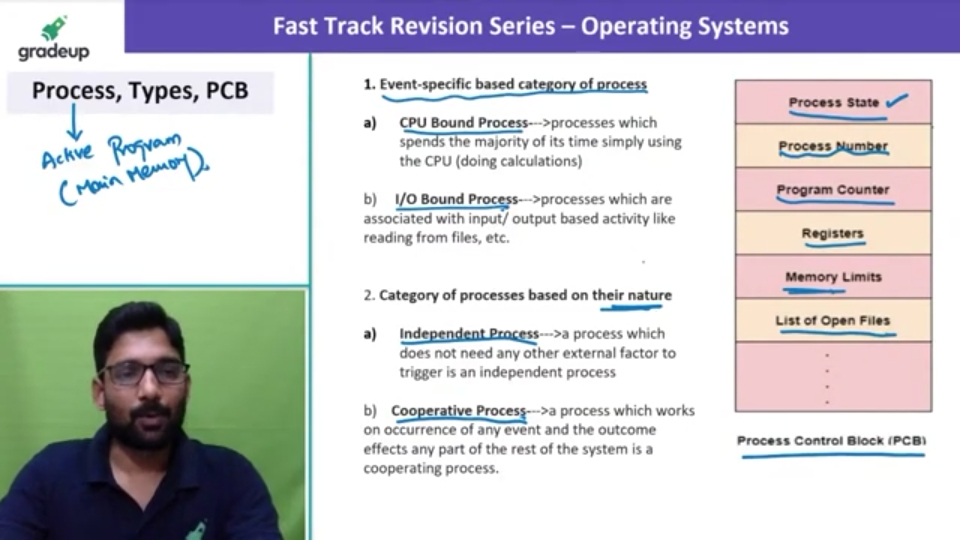 gradeup
Fast Track Revision Series – Operating Systems
Process, Types, PCB
Active Program
(Main Memory).
1. Event-specific based category of process
a) CPU Bound Process--->processes which
spends the majority of its time simply using
the CPU (doing calculations)
b) I/O Bound Process--->processes which are
associated with input/ output based activity like
reading from files, etc.
2. Category of processes based on their nature
a) Independent Process--->a process which
does not need any other external factor to
trigger is an independent process
b) Cooperative Process--->a process which works
on occurrence of any event and the outcome
effects any part of the rest of the system is a
cooperating process.
Process State
Process Number
Program Counter
Registers
Memory Limits
List of Open Files
Process Control Block (PCB)